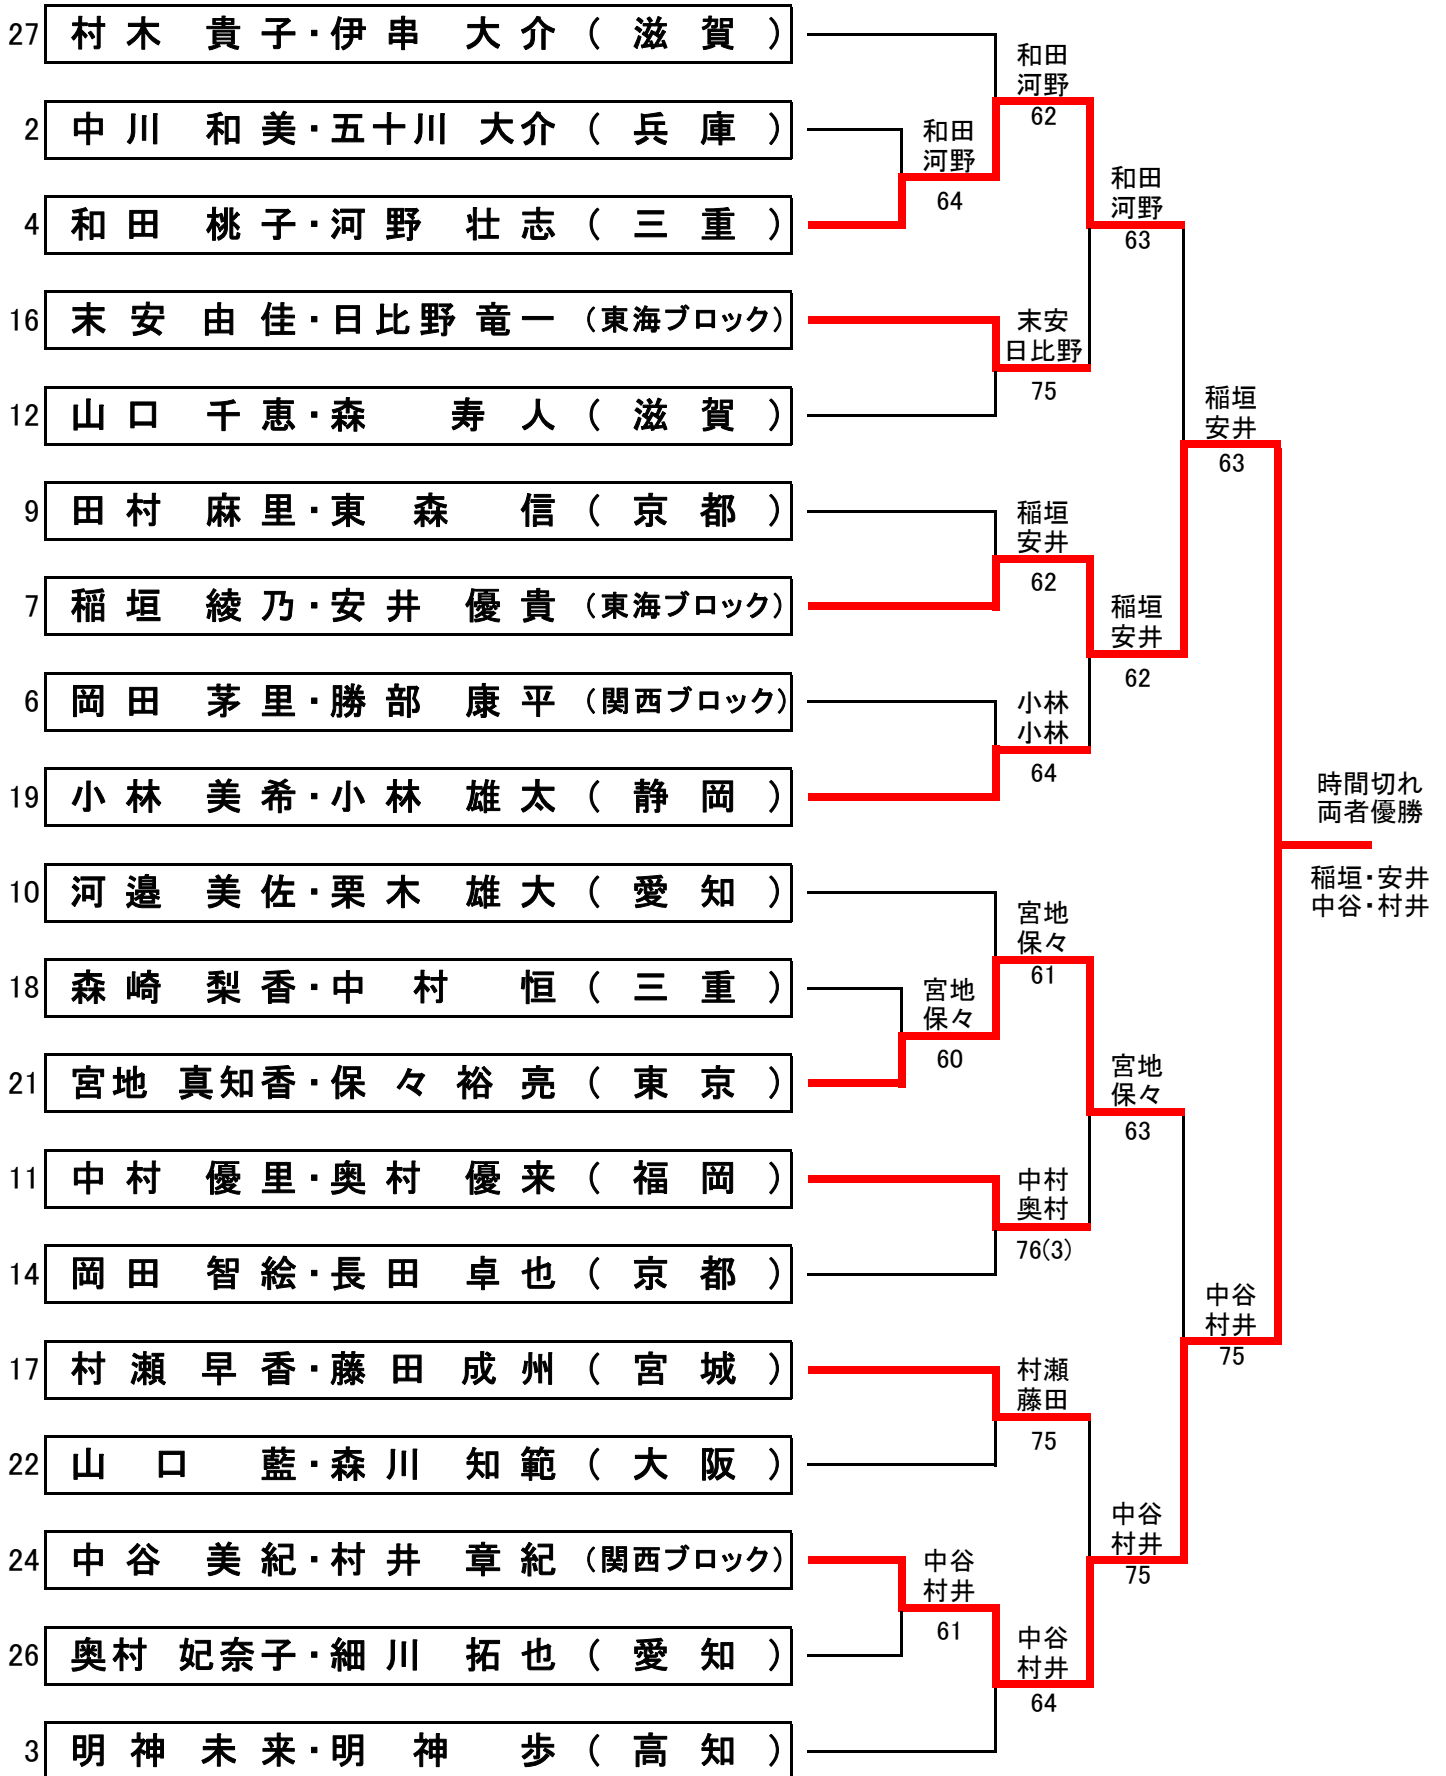 27 村木 貴子・伊串 大介 (滋賀)
2 中川 和美・五十川 大介 (兵庫)
4 和田 桃子・河野 壮志 (三重)
16 末安 由佳・日比野 竜一 (東海ブロック)
12 山口 千恵・森 寿人 (滋賀)
9 田村 麻里・東森 信 (京都)
7 稲垣 綾乃・安井 優貴 (東海ブロック)
6 岡田 茅里・勝部 康平 (関西ブロック)
19 小林 美希・小林 雄太 (静岡)
10 河邉 美佐・栗木 雄大 (愛知)
18 森崎 梨香・中村 恒 (三重)
21 宮地 真知香・保々 裕亮 (東京)
11 中村 優里・奥村 優来 (福岡)
14 岡田 智絵・長田 卓也 (京都)
17 村瀬 早香・藤田 成州 (宮城)
22 山口 藍・森川 知範 (大阪)
24 中谷 美紀・村井 章紀 (関西ブロック)
26 奥村 妃奈子・細川 拓也 (愛知)
3 明神 未来・明神 歩 (高知)
和田
河野
64
宮地
保々
60
中谷
村井
61
和田
河野
62
末安
日比野
75
稲垣
安井
62
小林
小林
64
宮地
保々
61
中村
奥村
76(3)
村瀬
藤田
75
中谷
村井
64
和田
河野
63
稲垣
安井
62
宮地
保々
63
中谷
村井
75
稲垣
安井
63
中谷
村井
75
時間切れ
両者優勝
稲垣・安井
中谷・村井